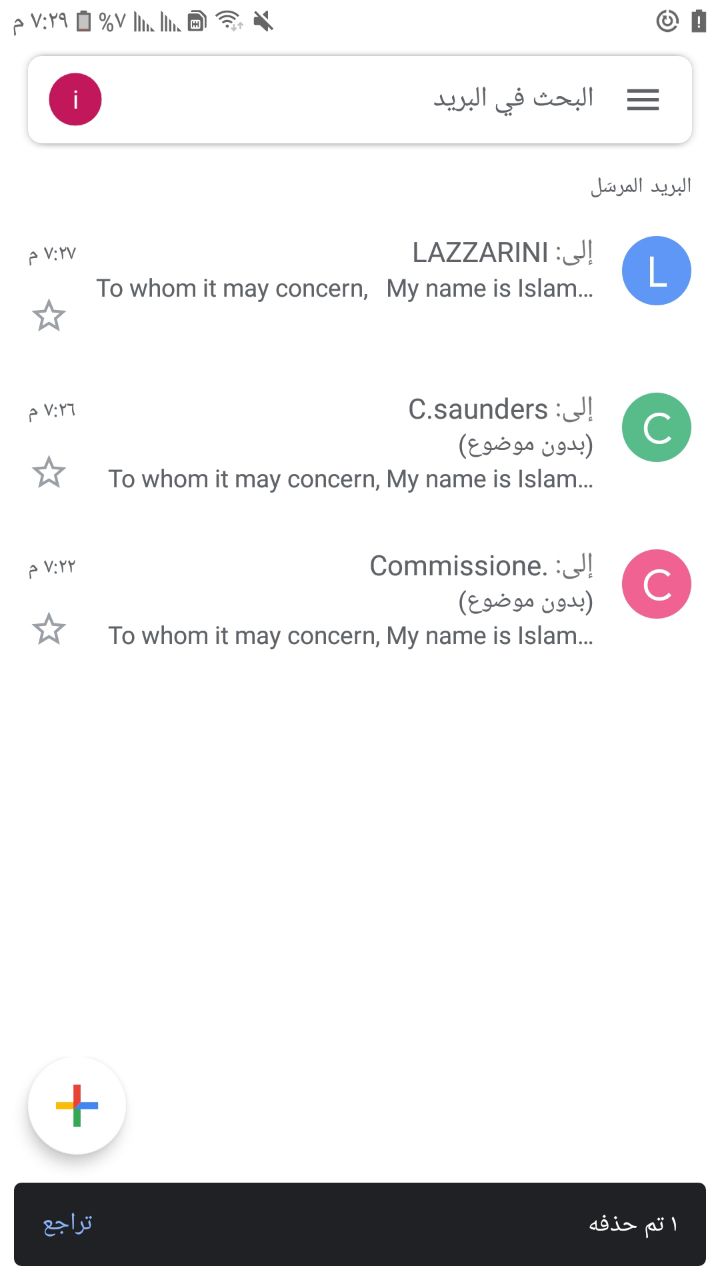 ٧:٢٩ م %٧
البحث في البريد
i
البريد المرسَل
L
إلى: LAZZARINI
٧:٢٧ م
To whom it may concern,   My name is Islam...
C
إلى: C.saunders
٧:٢٦ م
(بدون موضوع)
To whom it may concern, My name is Islam...
C
إلى: Commissione.
٧:٢٢ م
(بدون موضوع)
To whom it may concern, My name is Islam...
١ تم حذفه
تراجع